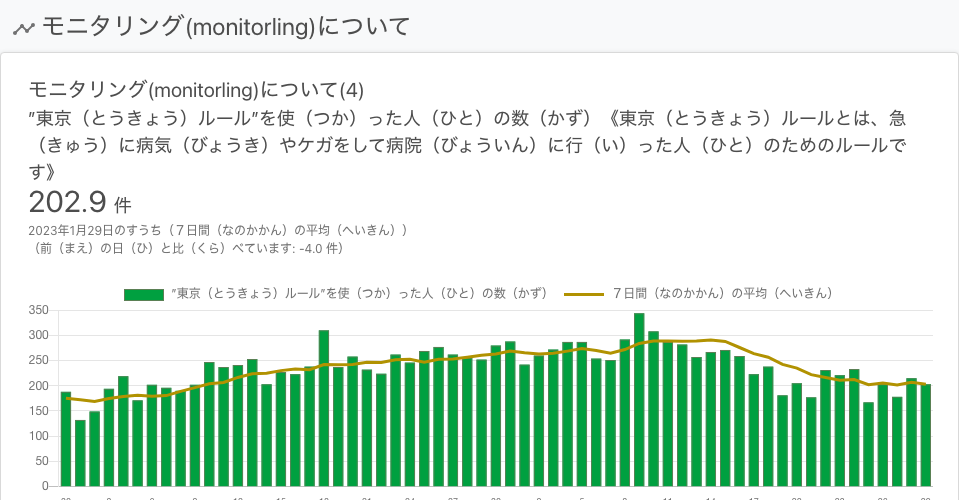 モニタリング(monitorling)について
モニタリング(monitorling)について(4)
”東京（とうきょう）ルール”を使（つか）った人（ひと）の数（かず）《東京（とうきょう）ルールとは、急
（きゅう）に病気（びょうき）やケガをして病院（びょういん）に行（い）った人（ひと）のためのルールで
す》
202.9 件
2023年1月29日のすうち（７日間（なのかかん）の平均（へいきん））
（前（まえ）の日（ひ）と比（くら）べています: -4.0 件）
”東京（とうきょう）ルール”を使（つか）った人（ひと）の数（かず） ７日間（なのかかん）の平均（へいきん）
350
300
250
200
150
100
50
0